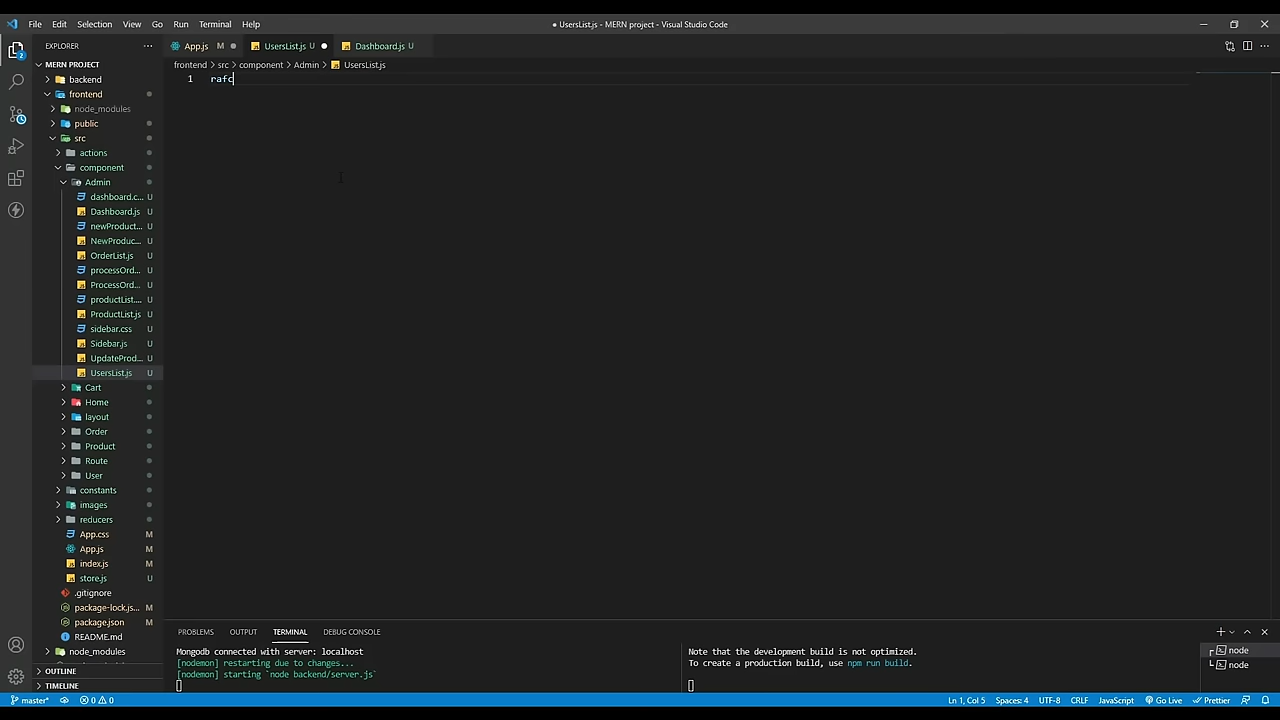 File Edit Selection View Go Run Terminal Help
● UsersList.js - MERN project - Visual Studio Code
EXPLORER
App.js M
UsersList.js U
Dashboard.js U
frontend > src > component > Admin > UsersList.js
1 rafc
MERN PROJECT
backend
frontend
node_modules
public
src
actions
component
Admin
dashboard.c... U
Dashboard.js U
newProduct... U
NewProduc... U
OrderList.js U
processOrd... U
ProcessOrd... U
productList.... U
ProductList.js U
sidebar.css U
Sidebar.js U
UpdateProd... U
UsersList.js U
Cart
Home
layout
Order
Product
Route
User
constants
images
reducers
App.css M
App.js M
index.js M
store.js U
.gitignore
package-lock.js... M
package.json M
README.md
node_modules
OUTLINE
TIMELINE
PROBLEMS OUTPUT TERMINAL DEBUG CONSOLE
Mongodb connected with server: localhost
[nodemon] restarting due to changes...
[nodemon] starting `node backend/server.js`
Note that the development build is not optimized.
To create a production build, use npm run build.
node
node
master* 0 0
Ln 1, Col 5 Spaces: 4 UTF-8 CRLF JavaScript Go Live Prettier